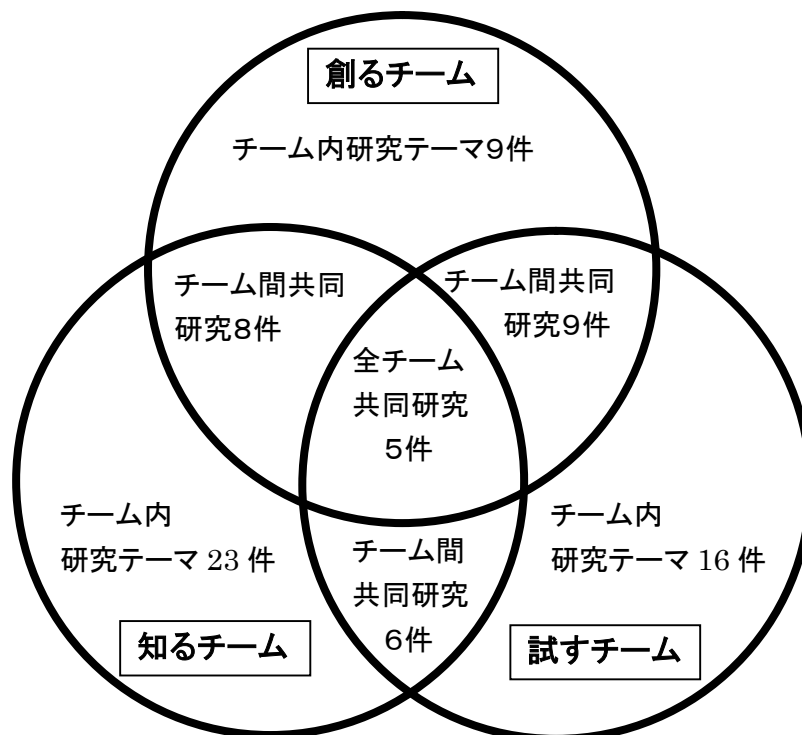 創るチーム
チーム内研究テーマ9件
チーム間共同
研究8件
チーム間共同
研究9件
全チーム
共同研究
5件
チーム内
研究テーマ 23 件
チーム間
共同研究
6件
チーム内
研究テーマ 16 件
知るチーム
試すチーム